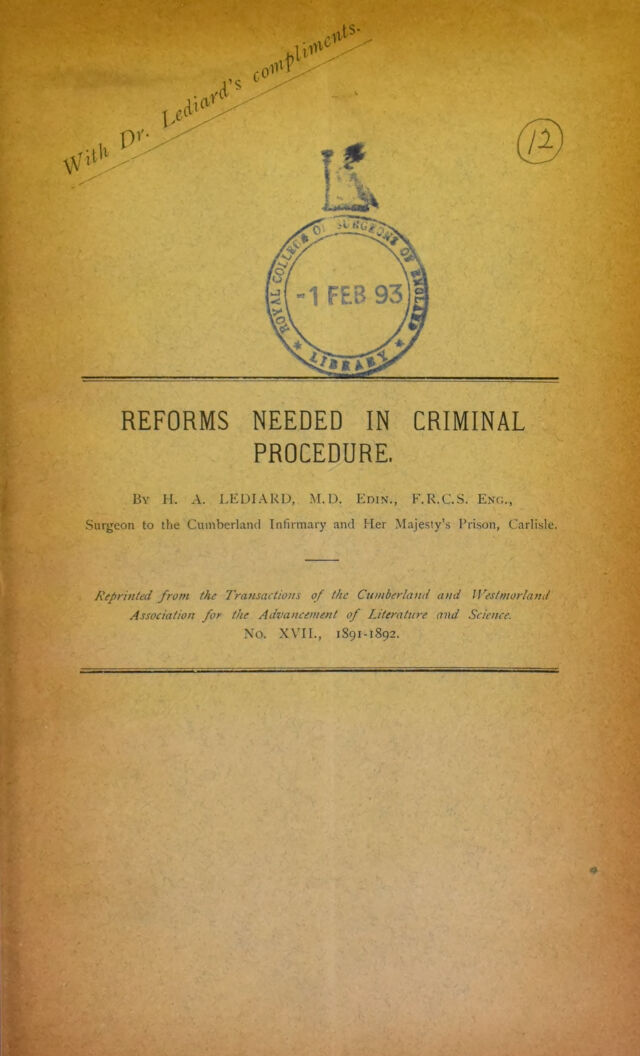 With Dr. Lediard's compliments.
12
ROYAL COLLEGE OF SURGEONS OF ENGLAND
-1 FEB 93
* LIBRARY *
REFORMS NEEDED IN CRIMINAL
PROCEDURE.
By H. A. LEDIARD, M.D. Edin., F.R.C.S. Eng.,
Surgeon to the Cumberland Infirmary and Her Majesty's Prison, Carlisle.
Reprinted from the Transactions of the Cumberland and Westmorland
Association for the Advancement of Literature and Science.
No. XVII., 1891-1892.